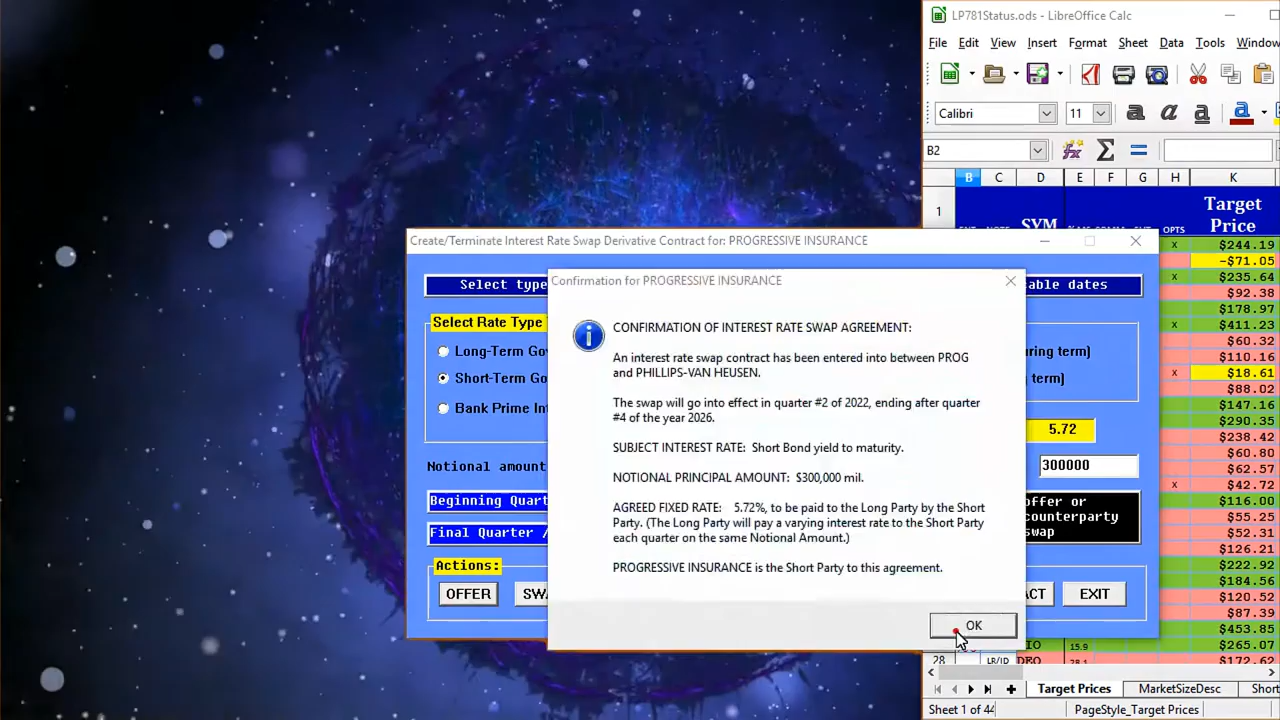 LP781Status.ods - LibreOffice Calc
File Edit View Insert Format Sheet Data Tools Window
Calibri 11 a a a a
B2
B C D E F G H K
1 SYM OPTS Target Price
x $244.19
-$71.05
x $235.64
$92.38
$178.97
x $411.23
$60.32
$110.16
x $18.61
$88.02
$147.16
$290.35
$238.42
$60.80
$62.57
x $42.72
$116.00
$55.25
$52.31
$126.21
$222.92
$184.56
$120.52
$87.39
$453.85
IO 15.9 $265.07
28 LR/ID DEO 28.1 $172.62
Target Prices MarketSizeDesc Short
Sheet 1 of 44 PageStyle_Target Prices
Create/Terminate Interest Rate Swap Derivative Contract for: PROGRESSIVE INSURANCE
Select type
able dates
Select Rate Type
Long-Term Gov
Short-Term Go
Bank Prime Int
uring term)
term)
5.72
Notional amount
300000
Beginning Quart
Final Quarter /
offer or
counterparty
swap
Actions:
OFFER SWA ACT EXIT
Confirmation for PROGRESSIVE INSURANCE
CONFIRMATION OF INTEREST RATE SWAP AGREEMENT:
An interest rate swap contract has been entered into between PROG
and PHILLIPS-VAN HEUSEN.
The swap will go into effect in quarter #2 of 2022, ending after quarter
#4 of the year 2026.
SUBJECT INTEREST RATE: Short Bond yield to maturity.
NOTIONAL PRINCIPAL AMOUNT: $300,000 mil.
AGREED FIXED RATE: 5.72%, to be paid to the Long Party by the Short
Party. (The Long Party will pay a varying interest rate to the Short Party
each quarter on the same Notional Amount.)
PROGRESSIVE INSURANCE is the Short Party to this agreement.
OK